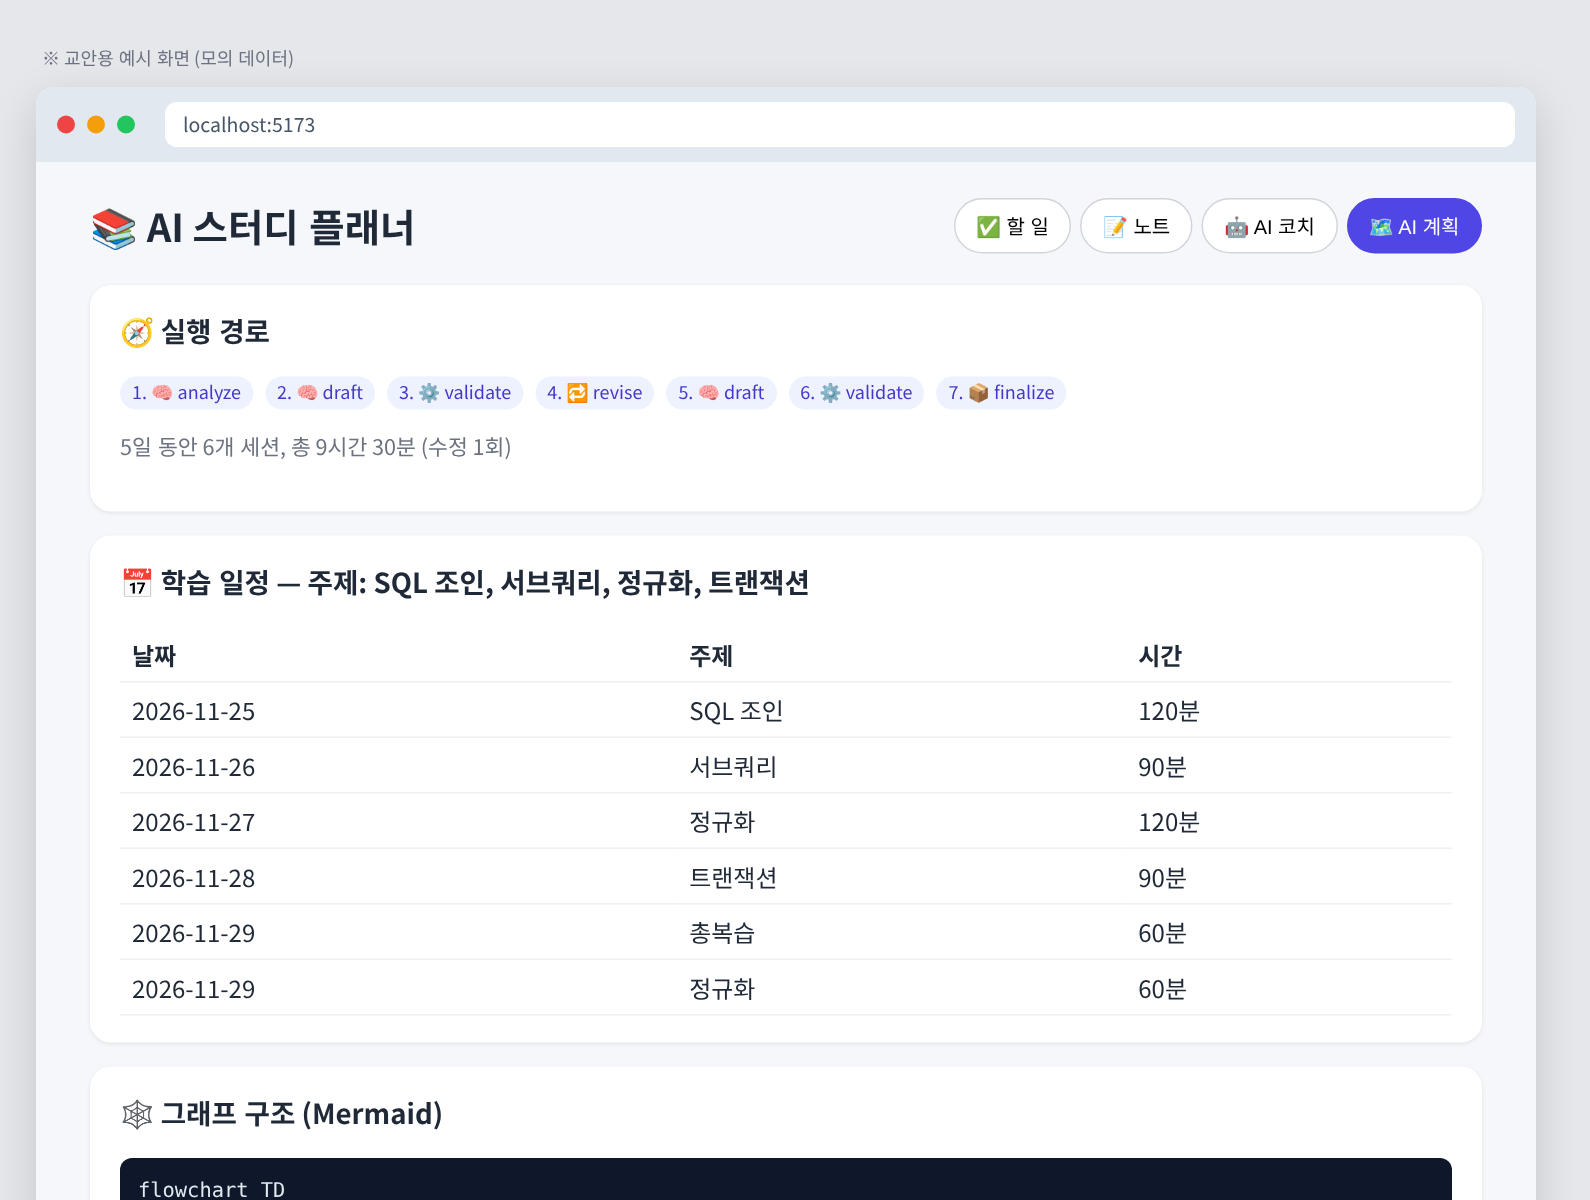 ※ 교안용 예시 화면 (모의 데이터)
localhost:5173
📚 AI 스터디 플래너
✅ 할 일
📝 노트
🤖 AI 코치
🗺️ AI 계획
🧭 실행 경로
1. 🧠 analyze
2. 🧠 draft
3. ⚙️ validate
4. 🔁 revise
5. 🧠 draft
6. ⚙️ validate
7. 📦 finalize
5일 동안 6개 세션, 총 9시간 30분 (수정 1회)
📅 학습 일정 — 주제: SQL 조인, 서브쿼리, 정규화, 트랜잭션
날짜 주제 시간
2026-11-25 SQL 조인 120분
2026-11-26 서브쿼리 90분
2026-11-27 정규화 120분
2026-11-28 트랜잭션 90분
2026-11-29 총복습 60분
2026-11-29 정규화 60분
🕸️ 그래프 구조 (Mermaid)
flowchart TD